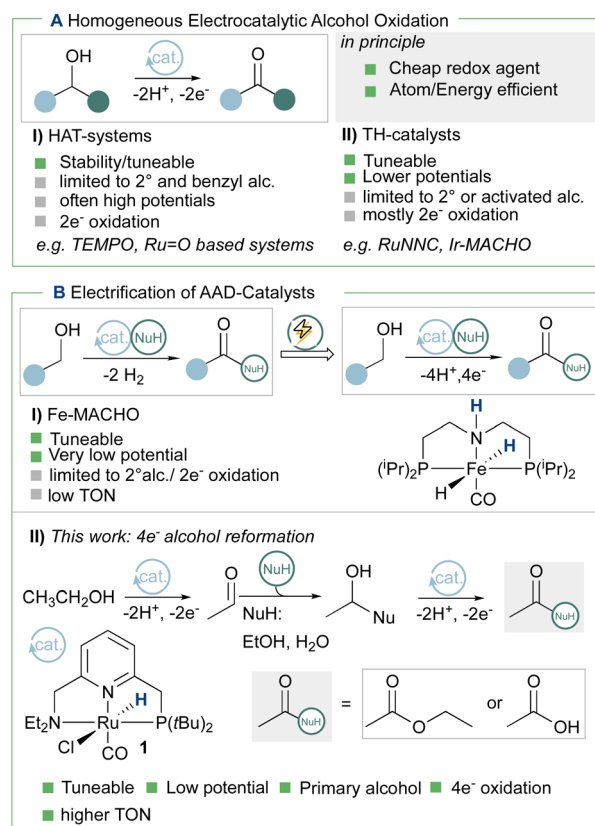 A Homogeneous Electrocatalytic Alcohol Oxidation
OH
cat.
O
-2H⁺, -2e⁻
in principle
Cheap redox agent
Atom/Energy efficient
I) HAT-systems
Stability/tuneable
limited to 2° and benzyl alc.
often high potentials
2e⁻ oxidation
e.g. TEMPO, Ru=O based systems
II) TH-catalysts
Tuneable
Lower potentials
limited to 2° or activated alc.
mostly 2e⁻ oxidation
e.g. RuNNC, Ir-MACHO
B Electrification of AAD-Catalysts
OH
cat. NuH
-2 H₂
O
NuH
OH
cat. NuH
-4H⁺,4e⁻
O
NuH
I) Fe-MACHO
Tuneable
Very low potential
limited to 2°alc./ 2e⁻ oxidation
low TON
H
N
H
(ⁱPr)₂P Fe P(ⁱPr)₂
H
CO
II) This work: 4e⁻ alcohol reformation
CH₃CH₂OH
cat.
-2H⁺, -2e⁻
O
NuH
NuH:
EtOH, H₂O
OH
Nu
cat.
-2H⁺, -2e⁻
O
NuH
cat.
N
H
Et₂N Ru P(tBu)₂
Cl
CO 1
O
NuH
=
O
O
or
O
OH
Tuneable Low potential Primary alcohol 4e⁻ oxidation
higher TON